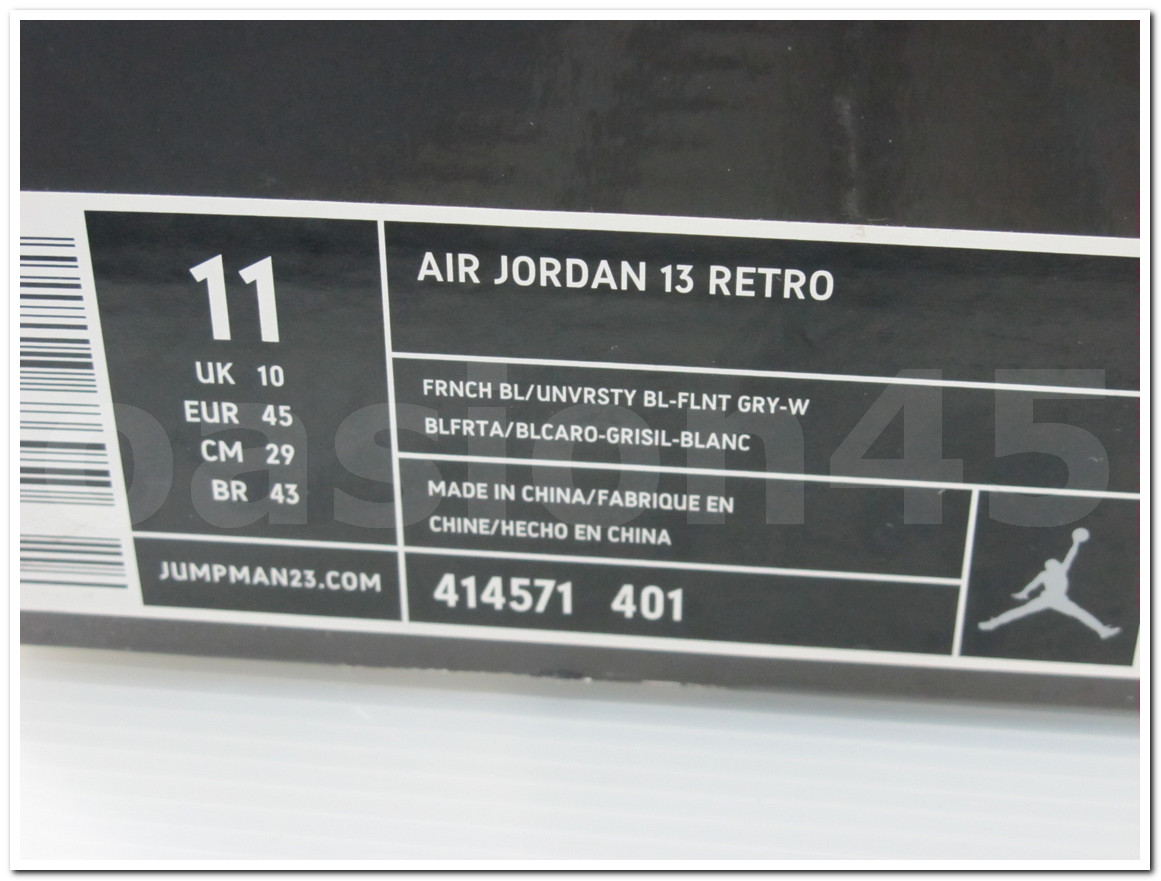 11
UK 10
EUR 45
CM 29
BR 43
JUMPMAN23.COM
AIR JORDAN 13 RETRO
FRNCH BL/UNVRSTY BL-FLNT GRY-W
BLFRTA/BLCARO-GRISIL-BLANC
MADE IN CHINA/FABRIQUE EN
CHINE/HECHO EN CHINA
414571 401
oasion45